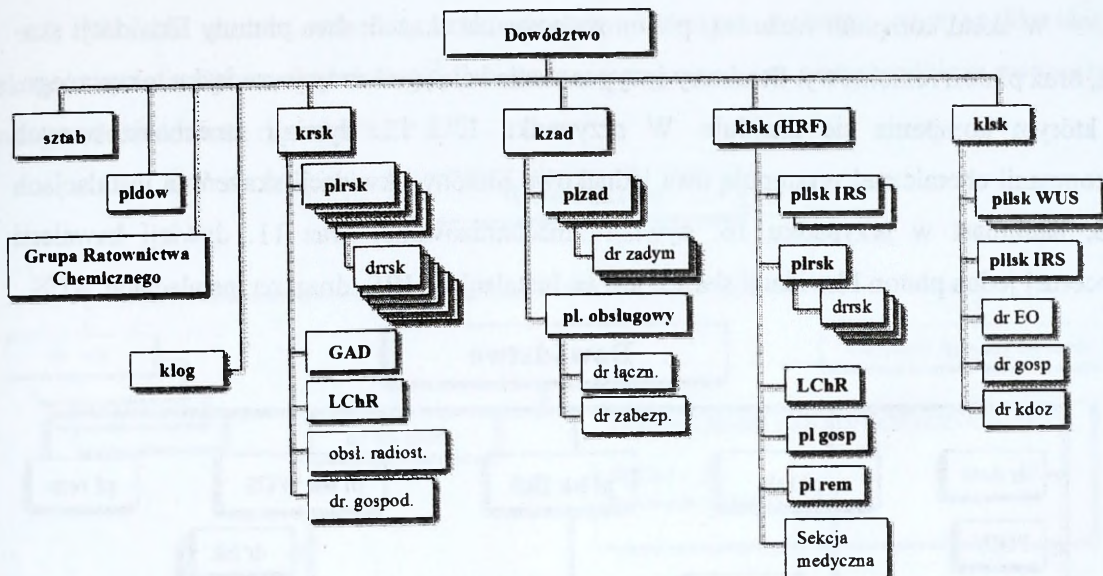 Dowództwo
sztab
pldow
Grupa Ratownictwa
Chemicznego
klog
krsk
plrsk
drrsk
GAD
LChR
obsł. radiost.
dr. gospod.
kzad
plzad
dr zadym
pl. obsługowy
dr łączn.
dr zabezp.
klsk (HRF)
pllsk IRS
plrsk
drrsk
LChR
pl gosp
pl rem
Sekcja
medyczna
klsk
pllsk WUS
pllsk IRS
dr EO
dr gosp
dr kdoz